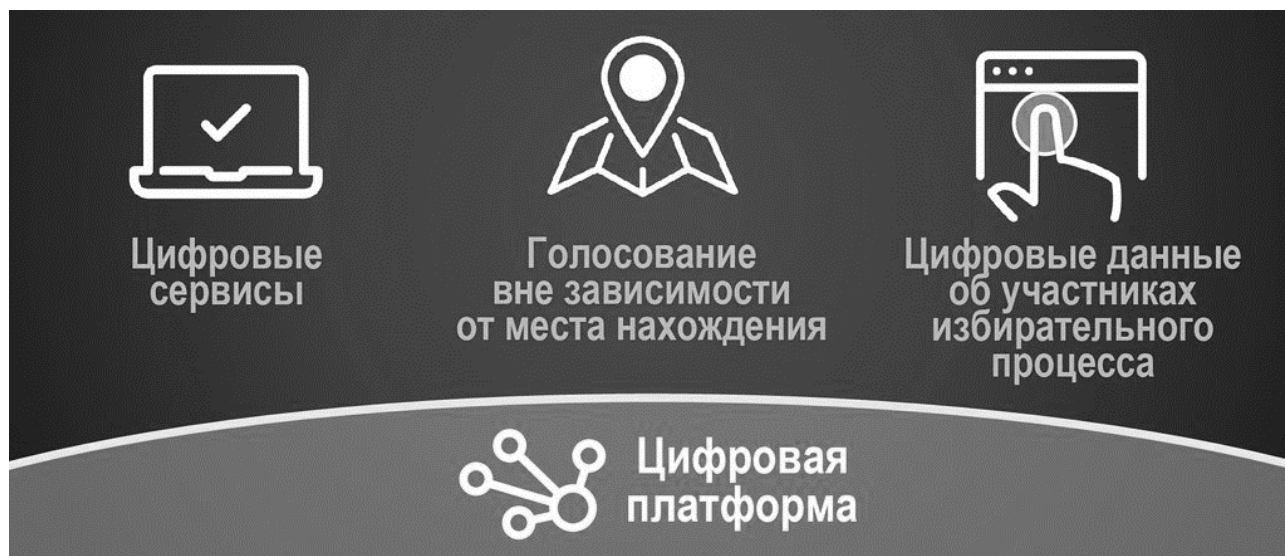 Цифровые
сервисы
Голосование
вне зависимости
от места нахождения
Цифровые данные
об участниках
избирательного
процесса
Цифровая
платформа